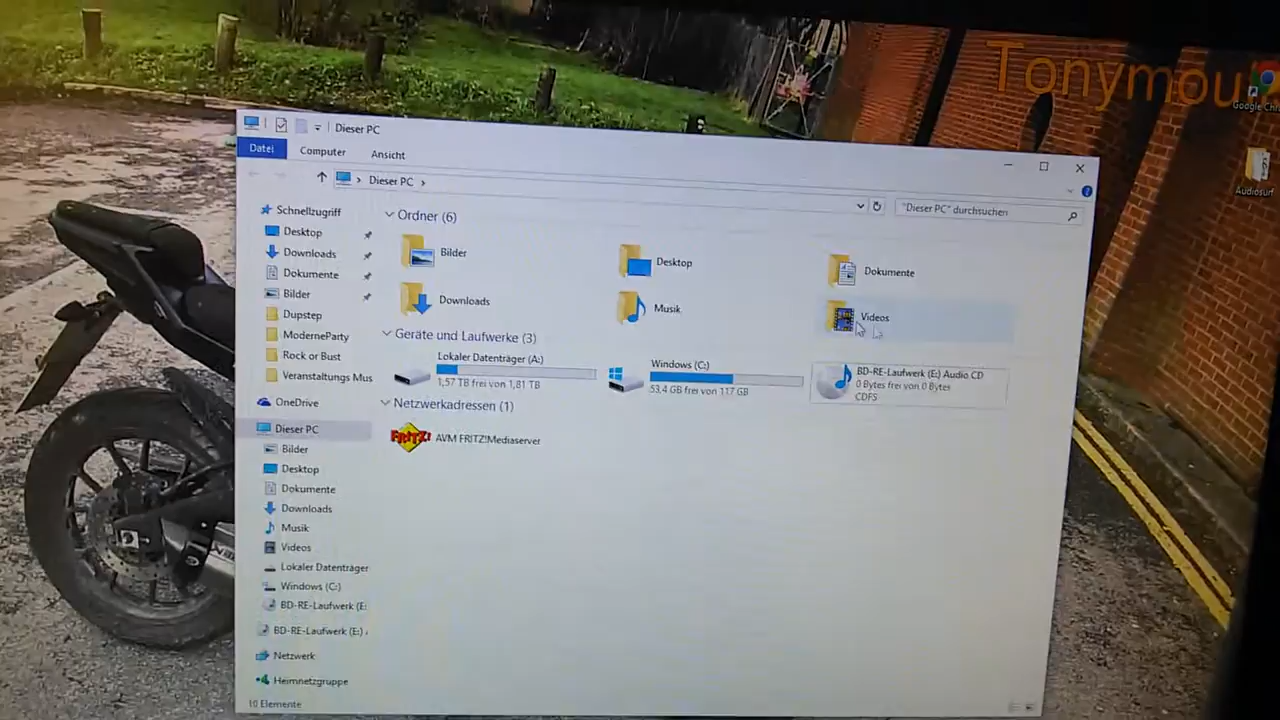 Tonymou
Google Chr
Audiosurf
Dieser PC
Datei
Computer
Ansicht
Dieser PC
"Dieser PC" durchsuchen
Schnellzugriff
Desktop
Downloads
Dokumente
Bilder
Dupstep
ModerneParty
Rock or Bust
Veranstaltungs Mus
OneDrive
Dieser PC
Bilder
Desktop
Dokumente
Downloads
Musik
Videos
Lokaler Datenträger
Windows (C:)
BD-RE-Laufwerk (E:
BD-RE-Laufwerk (E:)
Netzwerk
Heimnetzgruppe
Ordner (6)
Bilder
Desktop
Dokumente
Downloads
Musik
Videos
Geräte und Laufwerke (3)
Lokaler Datenträger (A:)
1,57 TB frei von 1,81 TB
Windows (C:)
53,4 GB frei von 117 GB
BD-RE-Laufwerk (E:) Audio CD
0 Bytes frei von 0 Bytes
CDFS
Netzwerkadressen (1)
FRITZ!
AVM FRITZ!Mediaserver
10 Elemente